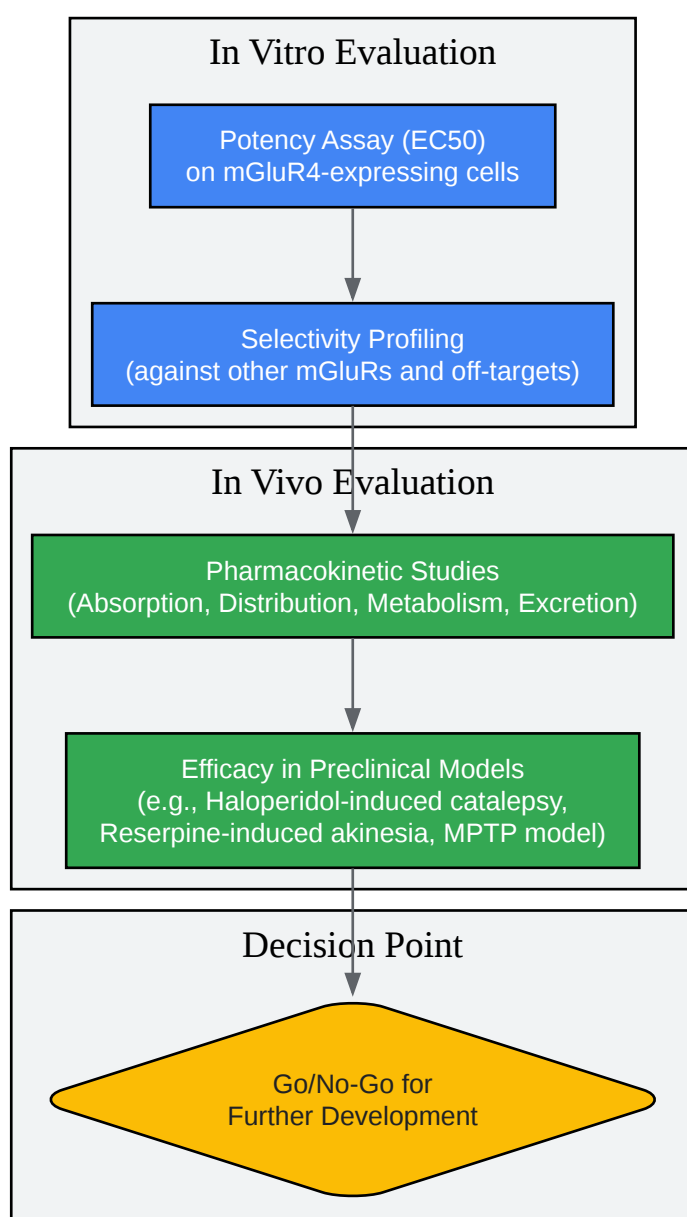 In Vitro Evaluation
Potency Assay (EC50)
on mGluR4-expressing cells
Selectivity Profiling
(against other mGluRs and off-targets)
In Vivo Evaluation
Pharmacokinetic Studies
(Absorption, Distribution, Metabolism, Excretion)
Efficacy in Preclinical Models
(e.g., Haloperidol-induced catalepsy,
Reserpine-induced akinesia, MPTP model)
Decision Point
Go/No-Go for
Further Development